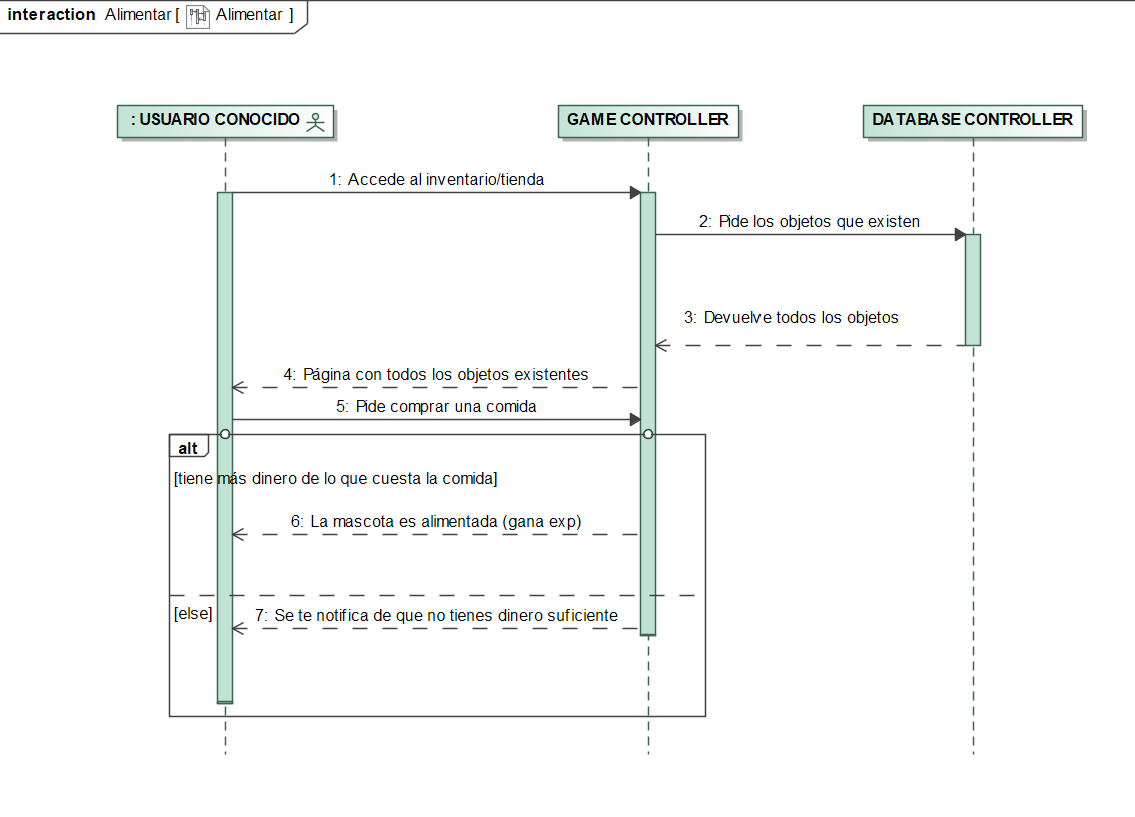 interaction Alimentar [ Alimentar ]
: USUARIO CONOCIDO
GAME CONTROLLER
DATABASE CONTROLLER
1: Accede al inventario/tienda
2: Pide los objetos que existen
3: Devuelve todos los objetos
4: Página con todos los objetos existentes
5: Pide comprar una comida
alt
[tiene más dinero de lo que cuesta la comida]
6: La mascota es alimentada (gana exp)
[else]
7: Se te notifica de que no tienes dinero suficiente